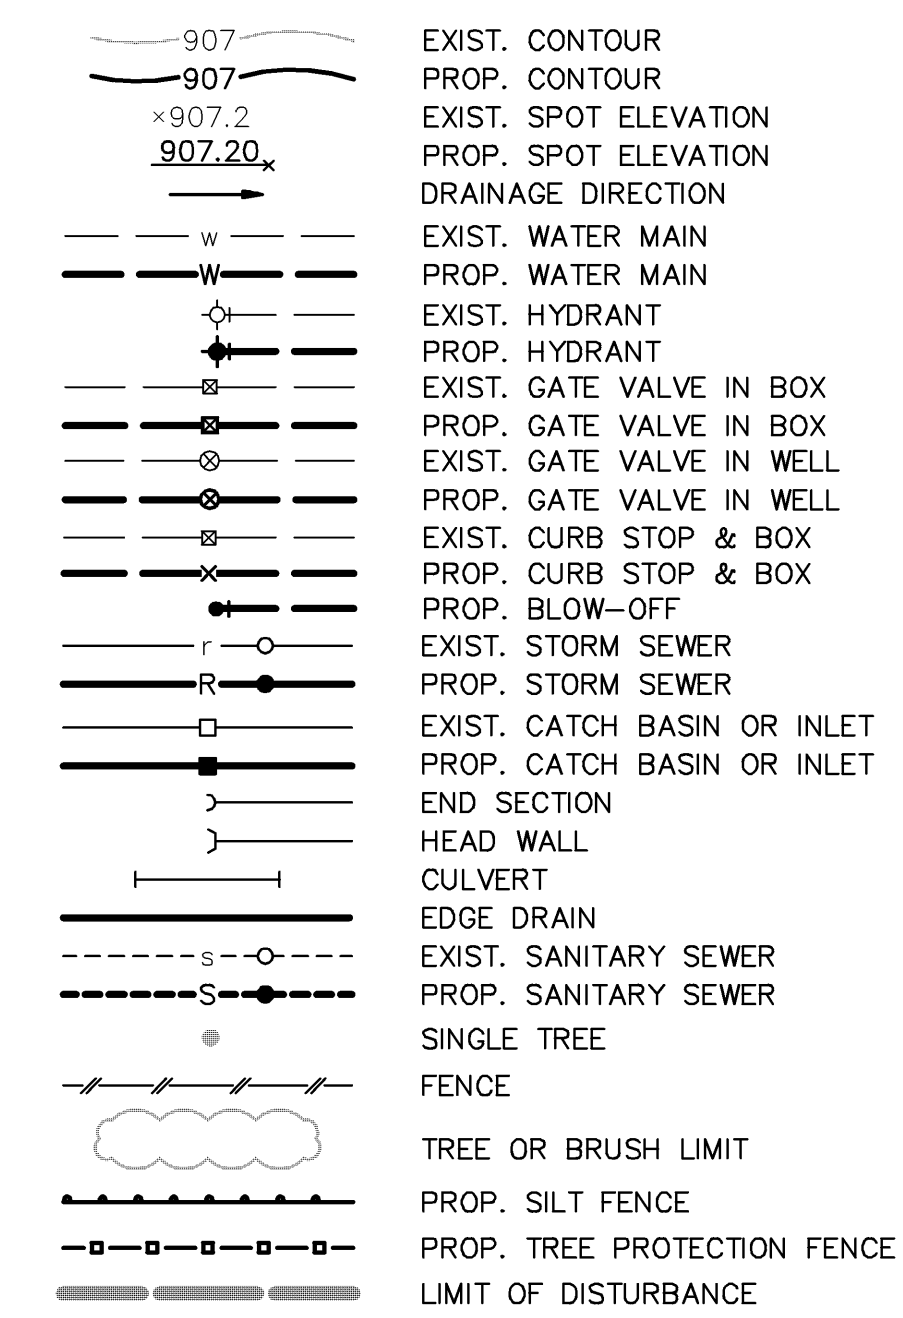 907 EXIST. CONTOUR
907 PROP. CONTOUR
×907.2 EXIST. SPOT ELEVATION
907.20× PROP. SPOT ELEVATION
DRAINAGE DIRECTION
w EXIST. WATER MAIN
W PROP. WATER MAIN
EXIST. HYDRANT
PROP. HYDRANT
EXIST. GATE VALVE IN BOX
PROP. GATE VALVE IN BOX
EXIST. GATE VALVE IN WELL
PROP. GATE VALVE IN WELL
EXIST. CURB STOP & BOX
PROP. CURB STOP & BOX
PROP. BLOW-OFF
r EXIST. STORM SEWER
R PROP. STORM SEWER
EXIST. CATCH BASIN OR INLET
PROP. CATCH BASIN OR INLET
END SECTION
HEAD WALL
CULVERT
EDGE DRAIN
s EXIST. SANITARY SEWER
S PROP. SANITARY SEWER
SINGLE TREE
FENCE
TREE OR BRUSH LIMIT
PROP. SILT FENCE
PROP. TREE PROTECTION FENCE
LIMIT OF DISTURBANCE